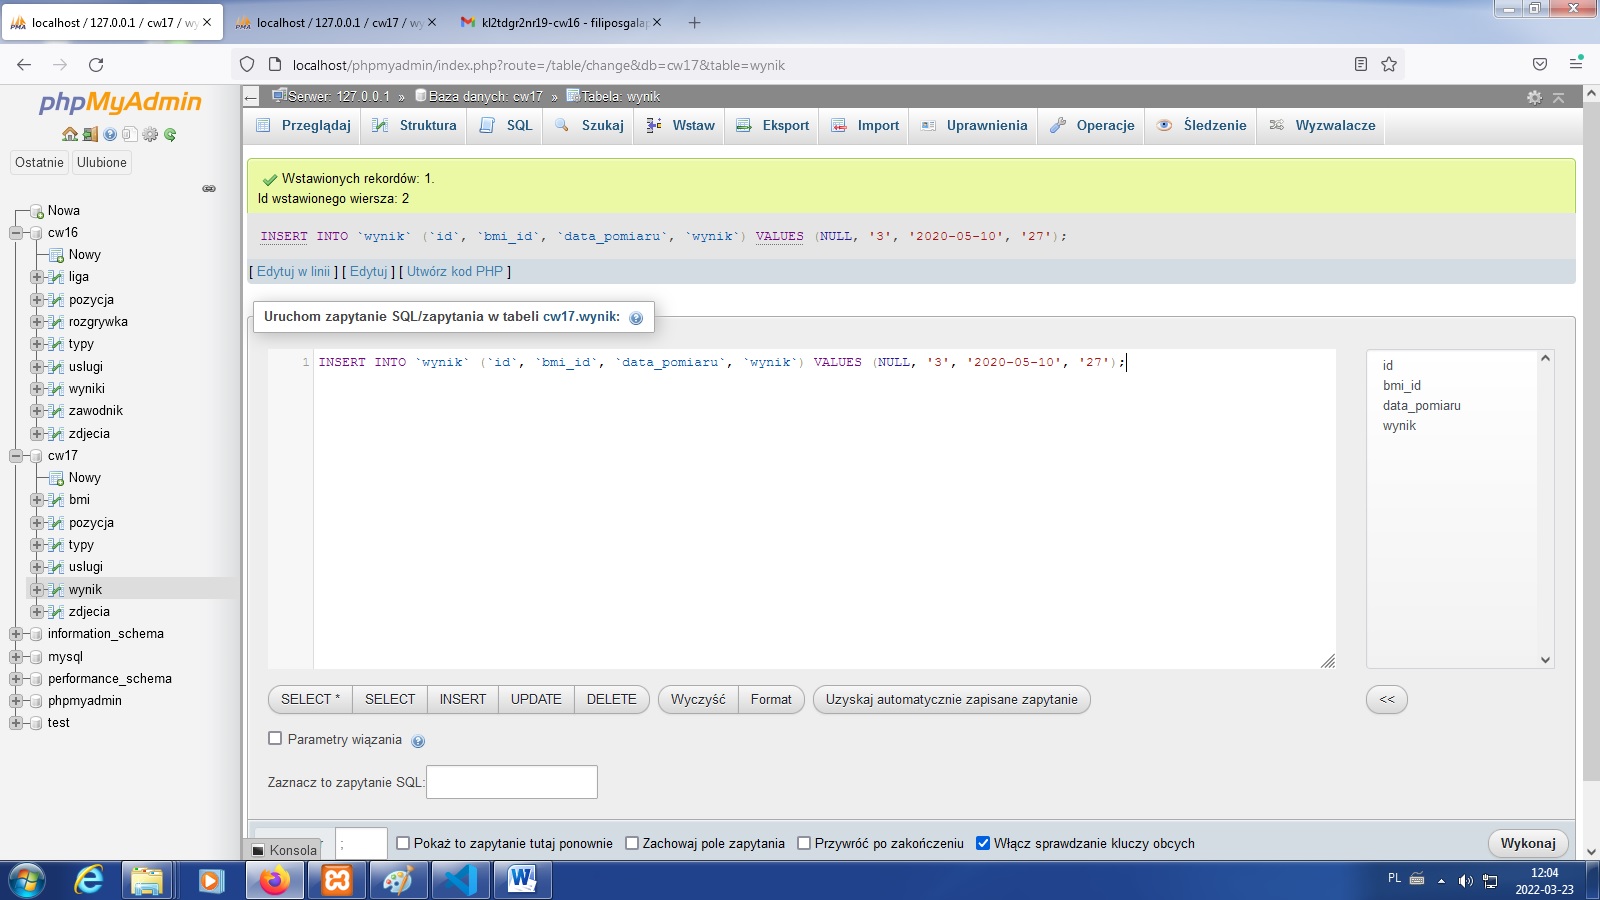 localhost / 127.0.0.1 / cw17 / wy
localhost / 127.0.0.1 / cw17 / wy
kl2tdgr2nr19-cw16 - filiposgalap
localhost/phpmyadmin/index.php?route=/table/change&db=cw17&table=wynik
phpMyAdmin
Ostatnie
Ulubione
Nowa
cw16
Nowy
liga
pozycja
rozgrywka
typy
uslugi
wyniki
zawodnik
zdjecia
cw17
Nowy
bmi
pozycja
typy
uslugi
wynik
zdjecia
information_schema
mysql
performance_schema
phpmyadmin
test
Serwer: 127.0.0.1 » Baza danych: cw17 » Tabela: wynik
Przeglądaj Struktura SQL Szukaj Wstaw Eksport Import Uprawnienia Operacje Śledzenie Wyzwalacze
Wstawionych rekordów: 1.
Id wstawionego wiersza: 2
INSERT INTO `wynik` (`id`, `bmi_id`, `data_pomiaru`, `wynik`) VALUES (NULL, '3', '2020-05-10', '27');
[ Edytuj w linii ] [ Edytuj ] [ Utwórz kod PHP ]
Uruchom zapytanie SQL/zapytania w tabeli cw17.wynik:
1 INSERT INTO `wynik` (`id`, `bmi_id`, `data_pomiaru`, `wynik`) VALUES (NULL, '3', '2020-05-10', '27');
id
bmi_id
data_pomiaru
wynik
SELECT * SELECT INSERT UPDATE DELETE Wyczyść Format Uzyskaj automatycznie zapisane zapytanie <<
Parametry wiązania
Zaznacz to zapytanie SQL:
; Pokaż to zapytanie tutaj ponownie Zachowaj pole zapytania Przywróć po zakończeniu Włącz sprawdzanie kluczy obcych Wykonaj
Konsola
PL
12:04
2022-03-23